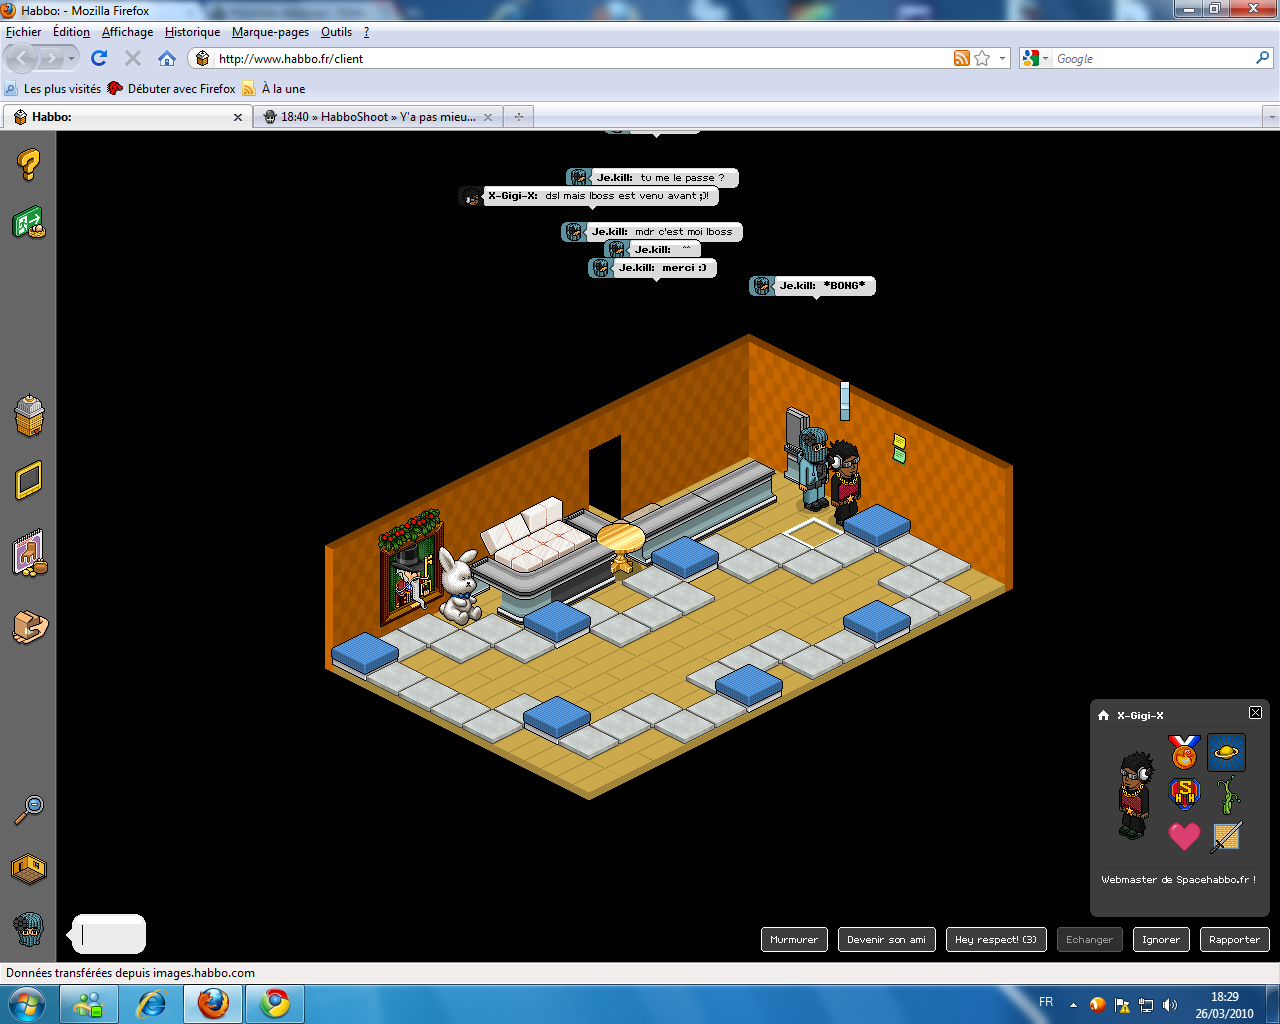 Habbo: - Mozilla Firefox
Fichier Édition Affichage Historique Marque-pages Outils ?
http://www.habbo.fr/client
Google
Les plus visités Débuter avec Firefox À la une
Habbo:
18:40 » HabboShoot » Y'a pas mieu...
Je.kill: tu me le passe ?
X-Gigi-X: dsl mais lboss est venu avant ;)!
Je.kill: mdr c'est moi lboss
Je.kill: ^^
Je.kill: merci :)
Je.kill: *BONG*
X-Gigi-X
Webmaster de Spacehabbo.fr !
Murmurer
Devenir son ami
Hey respect! (3)
Echanger
Ignorer
Rapporter
Données transférées depuis images.habbo.com
FR
18:29
26/03/2010